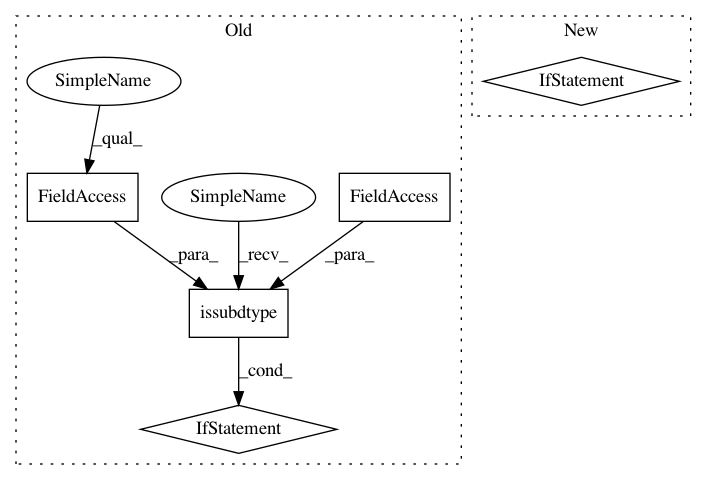 Old
New
SimpleName
IfStatement
_qual_
FieldAccess
SimpleName
FieldAccess
_para_
_recv_
_para_
issubdtype
_cond_
IfStatement